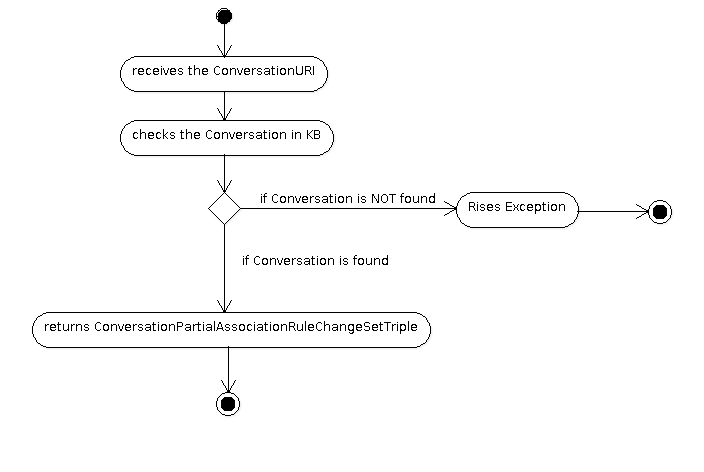 receives the ConversationURI
checks the Conversation in KB
if Conversation is NOT found
Rises Exception
if Conversation is found
returns ConversationPartialAssociationRuleChangeSetTriple